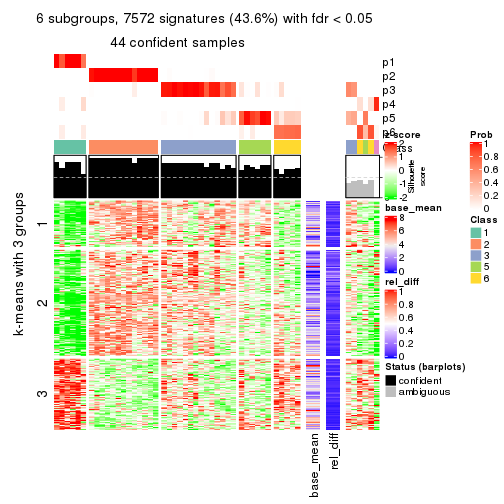 6 subgroups, 7572 signatures (43.6%) with fdr < 0.05
44 confident samples
p1
p2
p3
p4
p5
p6
Class
Silhouette score
k-means with 3 groups
1
2
3
base_mean
rel_diff
z-score
2
1
0
-1
-2
base_mean
8
6
4
2
0
rel_diff
1
0.8
0.6
0.4
0.2
0
Status (barplots)
confident
ambiguous
Prob
1
0.8
0.6
0.4
0.2
0
Class
1
2
3
5
6